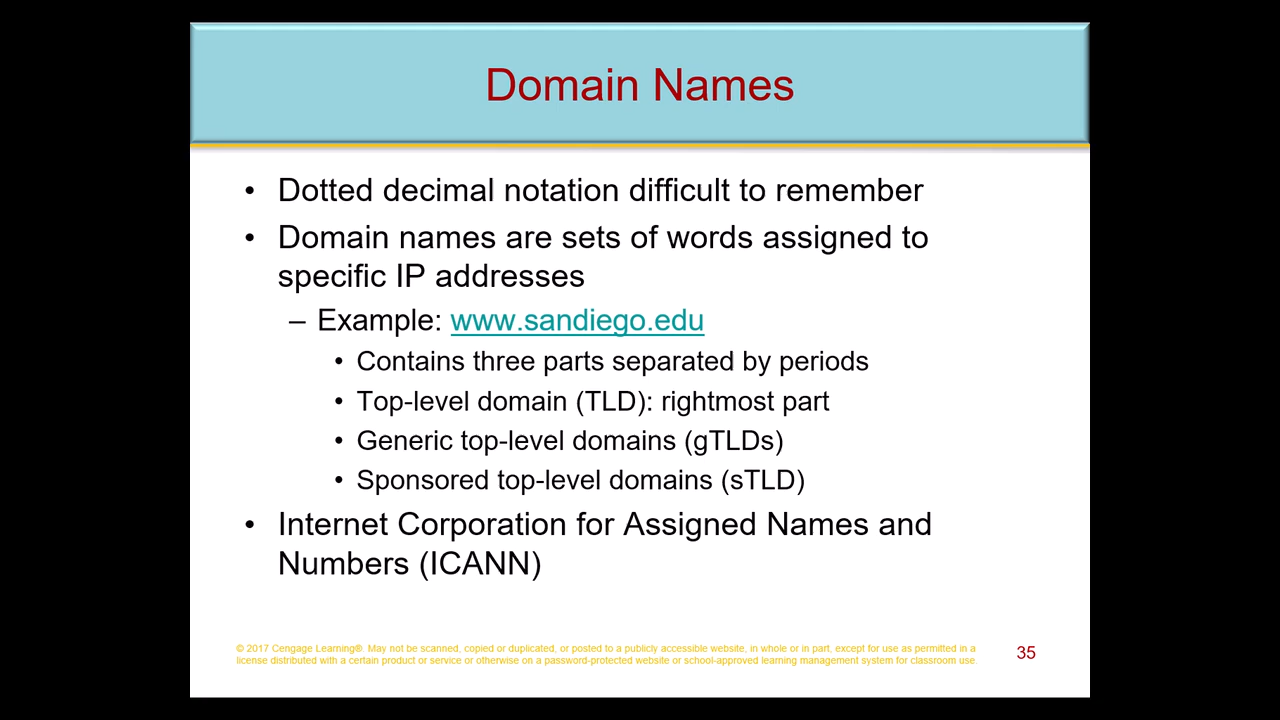 Domain Names
• Dotted decimal notation difficult to remember
• Domain names are sets of words assigned to
specific IP addresses
– Example: www.sandiego.edu
• Contains three parts separated by periods
• Top-level domain (TLD): rightmost part
• Generic top-level domains (gTLDs)
• Sponsored top-level domains (sTLD)
• Internet Corporation for Assigned Names and
Numbers (ICANN)
© 2017 Cengage Learning®. May not be scanned, copied or duplicated, or posted to a publicly accessible website, in whole or in part, except for use as permitted in a
license distributed with a certain product or service or otherwise on a password-protected website or school-approved learning management system for classroom use.
35